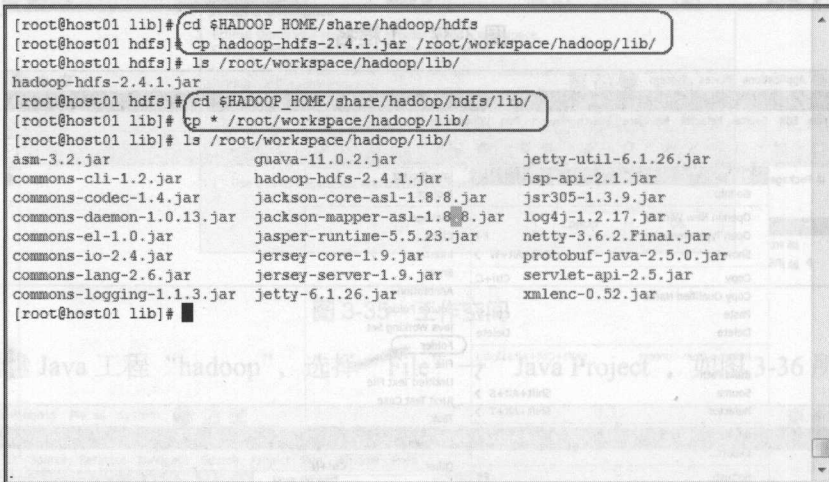 [root@host01 lib]# cd $HADOOP_HOME/share/hadoop/hdfs
[root@host01 hdfs]# cp hadoop-hdfs-2.4.1.jar /root/workspace/hadoop/lib/
[root@host01 hdfs]# ls /root/workspace/hadoop/lib/
hadoop-hdfs-2.4.1.jar
[root@host01 hdfs]# cd $HADOOP_HOME/share/hadoop/hdfs/lib/
[root@host01 lib]# cp * /root/workspace/hadoop/lib/
[root@host01 lib]# ls /root/workspace/hadoop/lib/
asm-3.2.jar guava-11.0.2.jar jetty-util-6.1.26.jar
commons-cli-1.2.jar hadoop-hdfs-2.4.1.jar jsp-api-2.1.jar
commons-codec-1.4.jar jackson-core-asl-1.8.8.jar jsr305-1.3.9.jar
commons-daemon-1.0.13.jar jackson-mapper-asl-1.8.8.jar log4j-1.2.17.jar
commons-el-1.0.jar jasper-runtime-5.5.23.jar netty-3.6.2.Final.jar
commons-io-2.4.jar jersey-core-1.9.jar protobuf-java-2.5.0.jar
commons-lang-2.6.jar jersey-server-1.9.jar servlet-api-2.5.jar
commons-logging-1.1.3.jar jetty-6.1.26.jar xmlenc-0.52.jar
[root@host01 lib]#